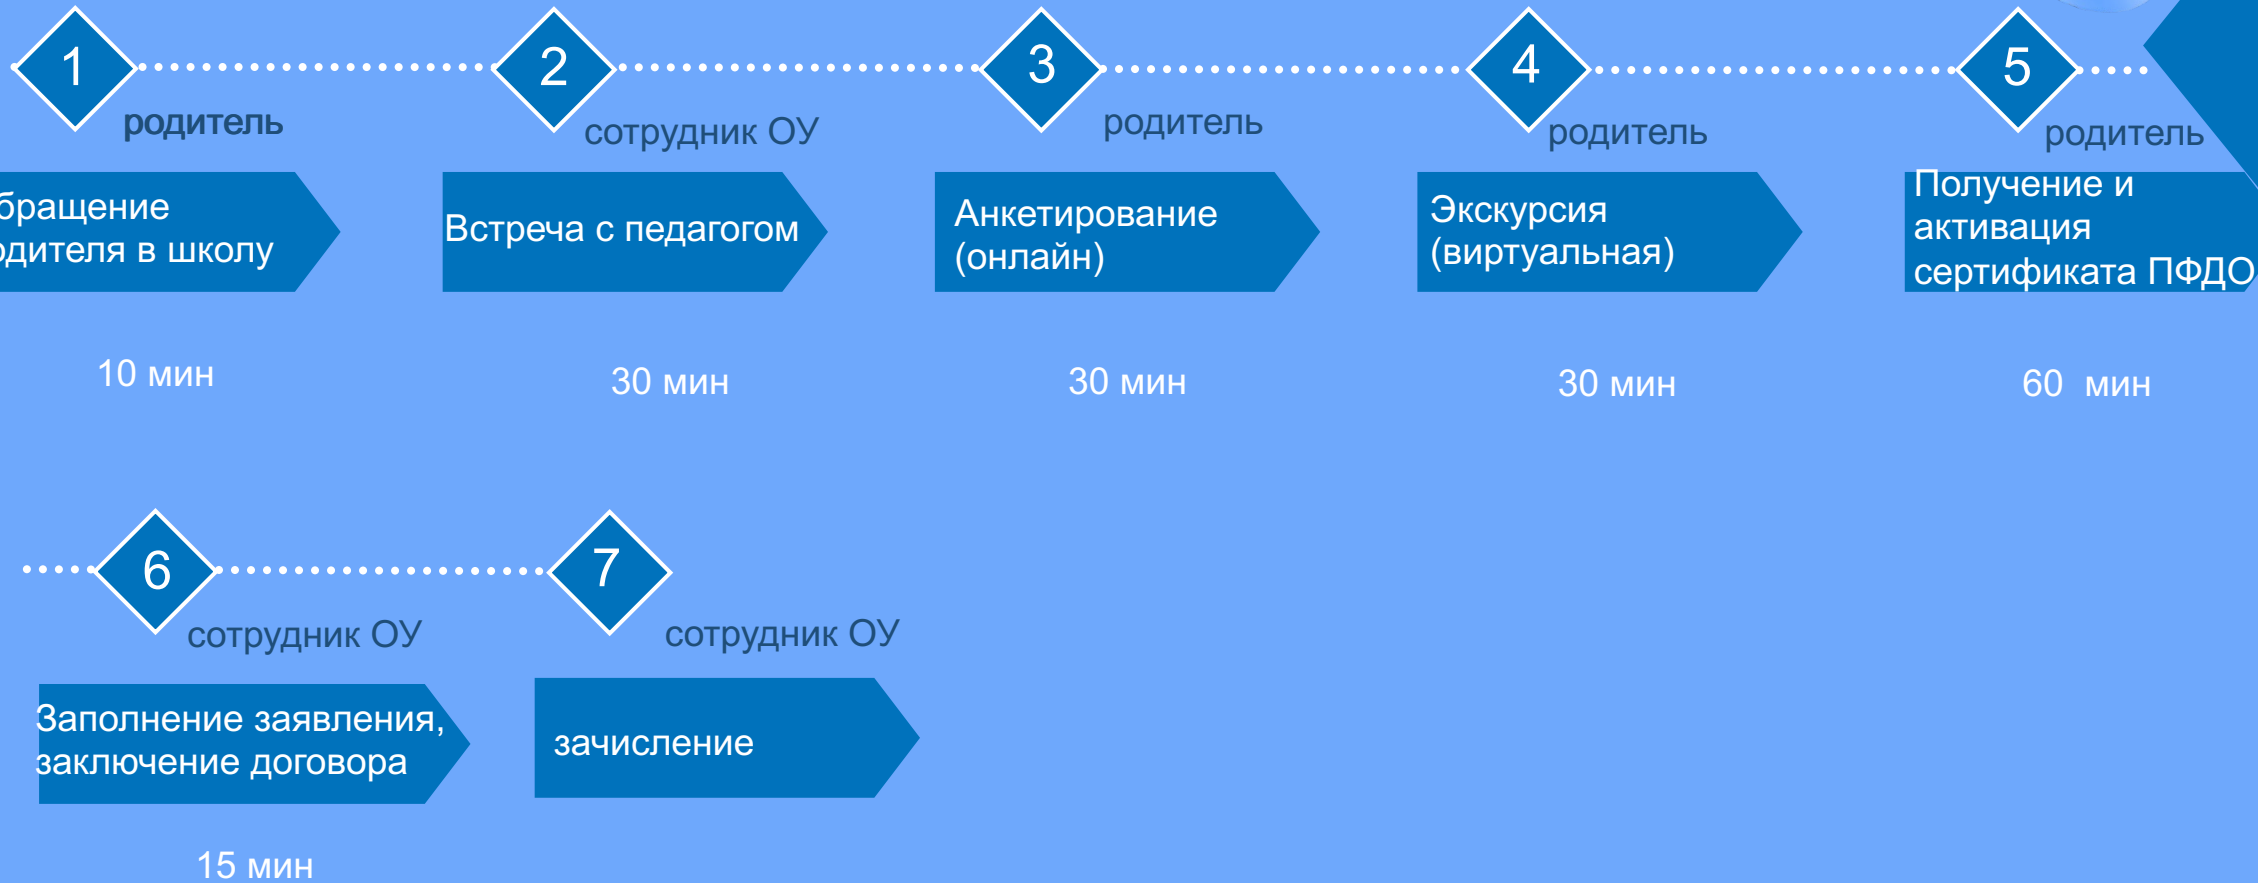 1
2
3
4
5
родитель
сотрудник ОУ
родитель
родитель
родитель
бращение
одителя в школу
Встреча с педагогом
Анкетирование
(онлайн)
Экскурсия
(виртуальная)
Получение и
активация
сертификата ПФДО
10 мин
30 мин
30 мин
30 мин
60 мин
6
7
сотрудник ОУ
сотрудник ОУ
Заполнение заявления,
заключение договора
зачисление
15 мин